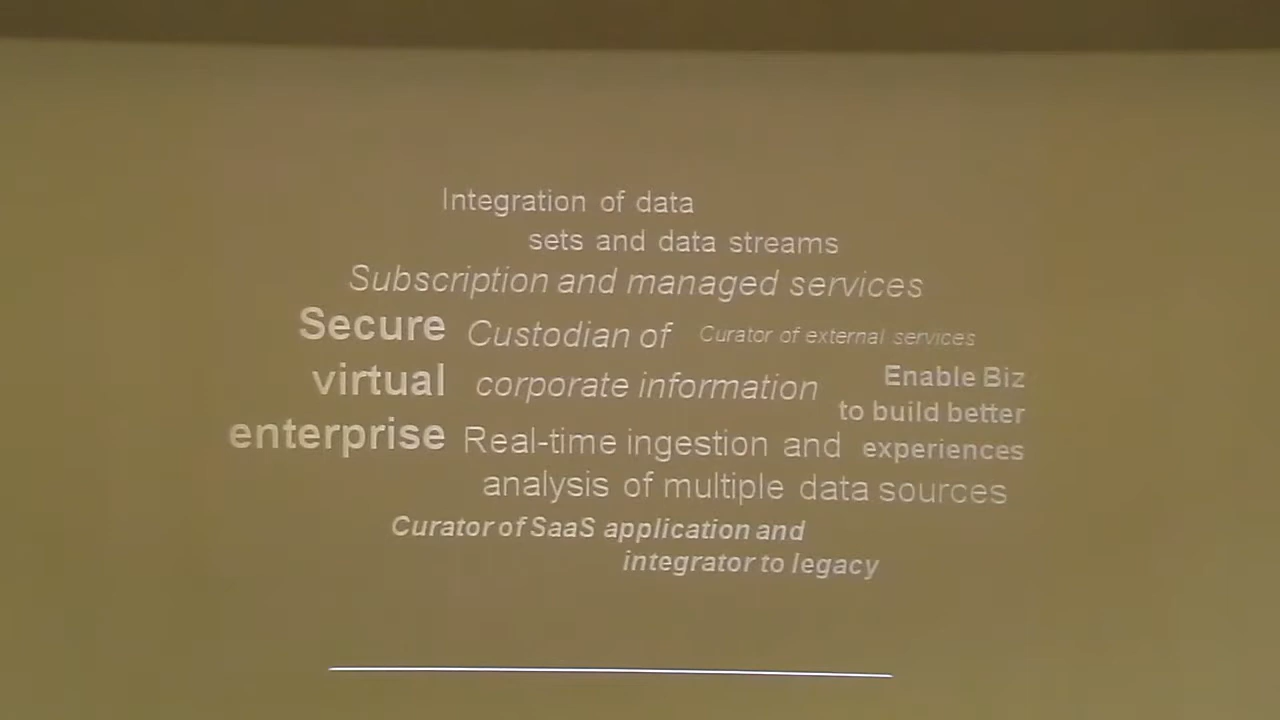 Integration of data
sets and data streams
Subscription and managed services
Secure
virtual
enterprise
Custodian of
corporate information
Curator of external services
Enable Biz
to build better
experiences
Real-time ingestion and
analysis of multiple data sources
Curator of SaaS application and
integrator to legacy